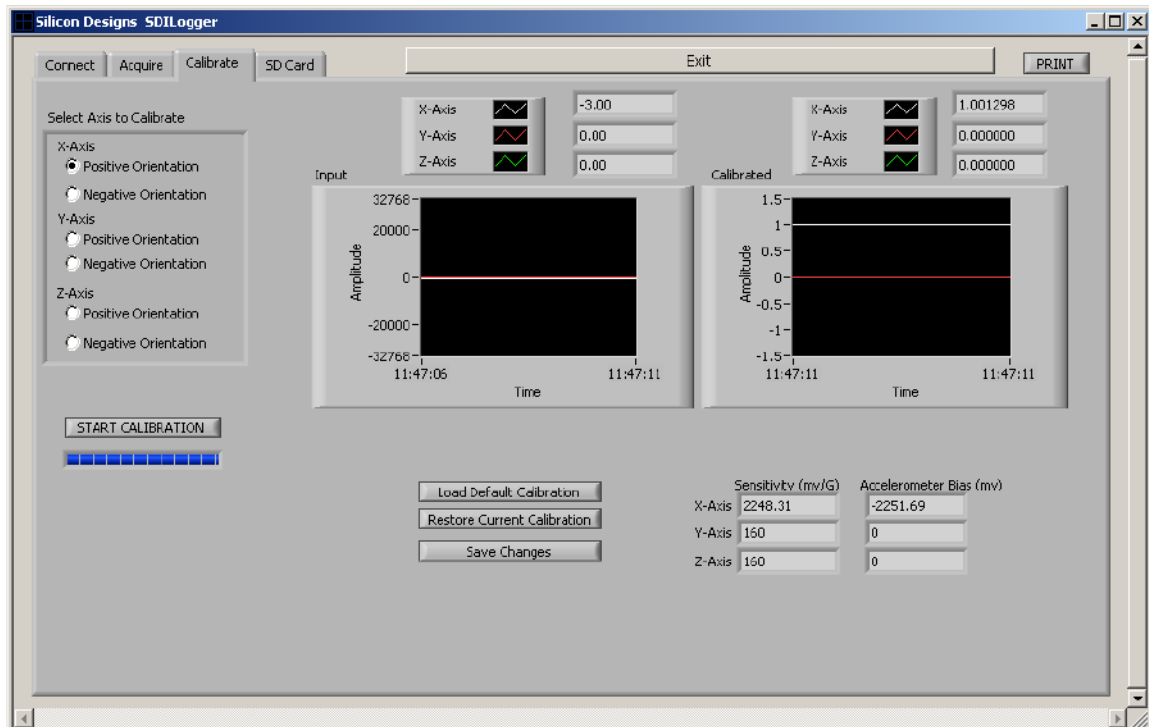 Silicon Designs SDILogger
Connect
Acquire
Calibrate
SD Card
Exit
PRINT
Select Axis to Calibrate
X-Axis
Positive Orientation
Negative Orientation
Y-Axis
Positive Orientation
Negative Orientation
Z-Axis
Positive Orientation
Negative Orientation
START CALIBRATION
X-Axis -3.00
Y-Axis 0.00
Z-Axis 0.00
Input
32768
20000
0
-20000
-32768
Amplitude
11:47:06 11:47:11
Time
X-Axis 1.001298
Y-Axis 0.000000
Z-Axis 0.000000
Calibrated
1.5
1
0.5
0
-0.5
-1
-1.5
Amplitude
11:47:11 11:47:11
Time
Load Default Calibration
Restore Current Calibration
Save Changes
Sensitivity (mv/G) Accelerometer Bias (mv)
X-Axis 2248.31 -2251.69
Y-Axis 160 0
Z-Axis 160 0